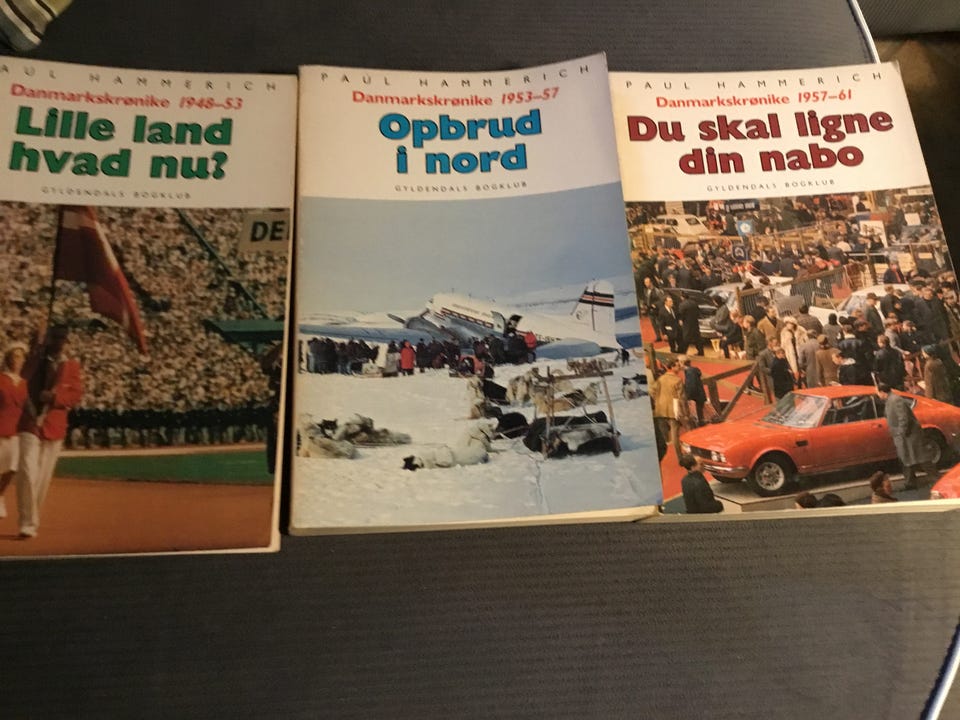 PAUL HAMMERICH
Danmarkskrønike 1948–53
Lille land
hvad nu?
GYLDENDALS BOGKLUB
DE
PAUL HAMMERICH
Danmarkskrønike 1953–57
Opbrud
i nord
GYLDENDALS BOGKLUB
PAUL HAMMERICH
Danmarkskrønike 1957–61
Du skal ligne
din nabo
GYLDENDALS BOGKLUB